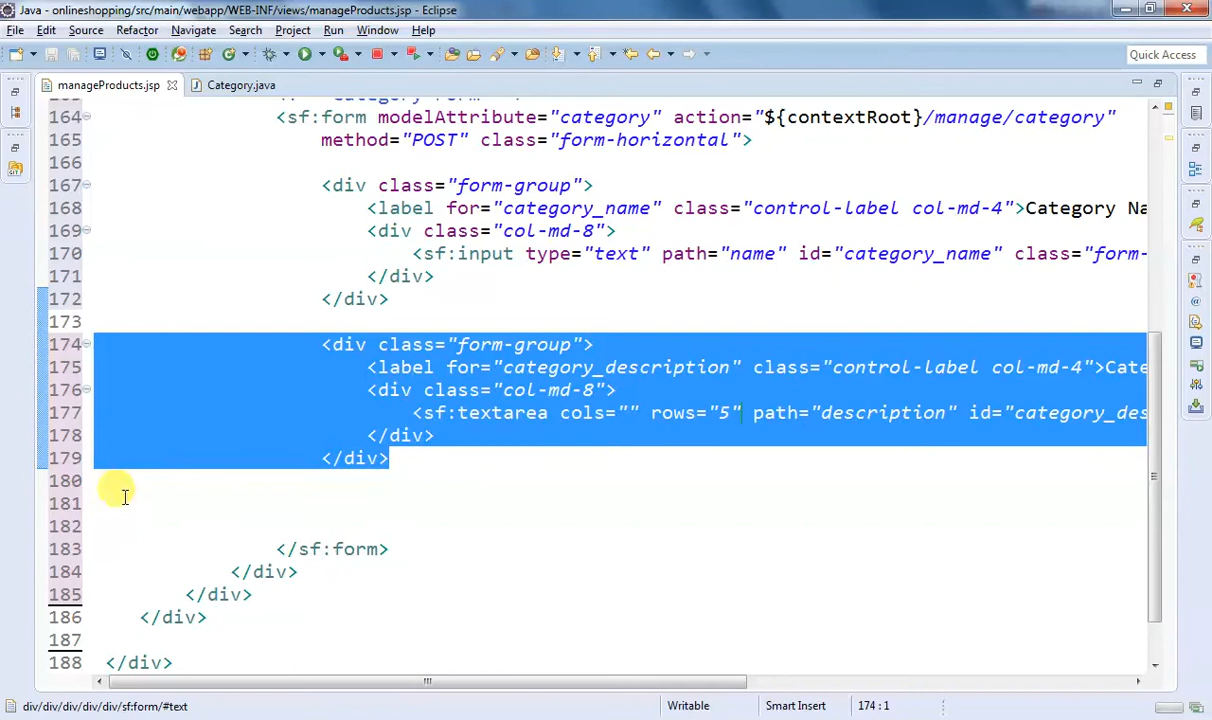 Java - onlineshopping/src/main/webapp/WEB-INF/views/manageProducts.jsp - Eclipse
File Edit Source Refactor Navigate Search Project Run Window Help
Quick Access
manageProducts.jsp Category.java
164 <sf:form modelAttribute="category" action="${contextRoot}/manage/category"
165 method="POST" class="form-horizontal">
166
167 <div class="form-group">
168 <label for="category_name" class="control-label col-md-4">Category Na
169 <div class="col-md-8">
170 <sf:input type="text" path="name" id="category_name" class="form-
171 </div>
172 </div>
173
174 <div class="form-group">
175 <label for="category_description" class="control-label col-md-4">Cate
176 <div class="col-md-8">
177 <sf:textarea cols="" rows="5" path="description" id="category_des
178 </div>
179 </div>
180
181
182
183 </sf:form>
184 </div>
185 </div>
186 </div>
187
188 </div>
div/div/div/div/div/sf:form/#text Writable Smart Insert 174 : 1